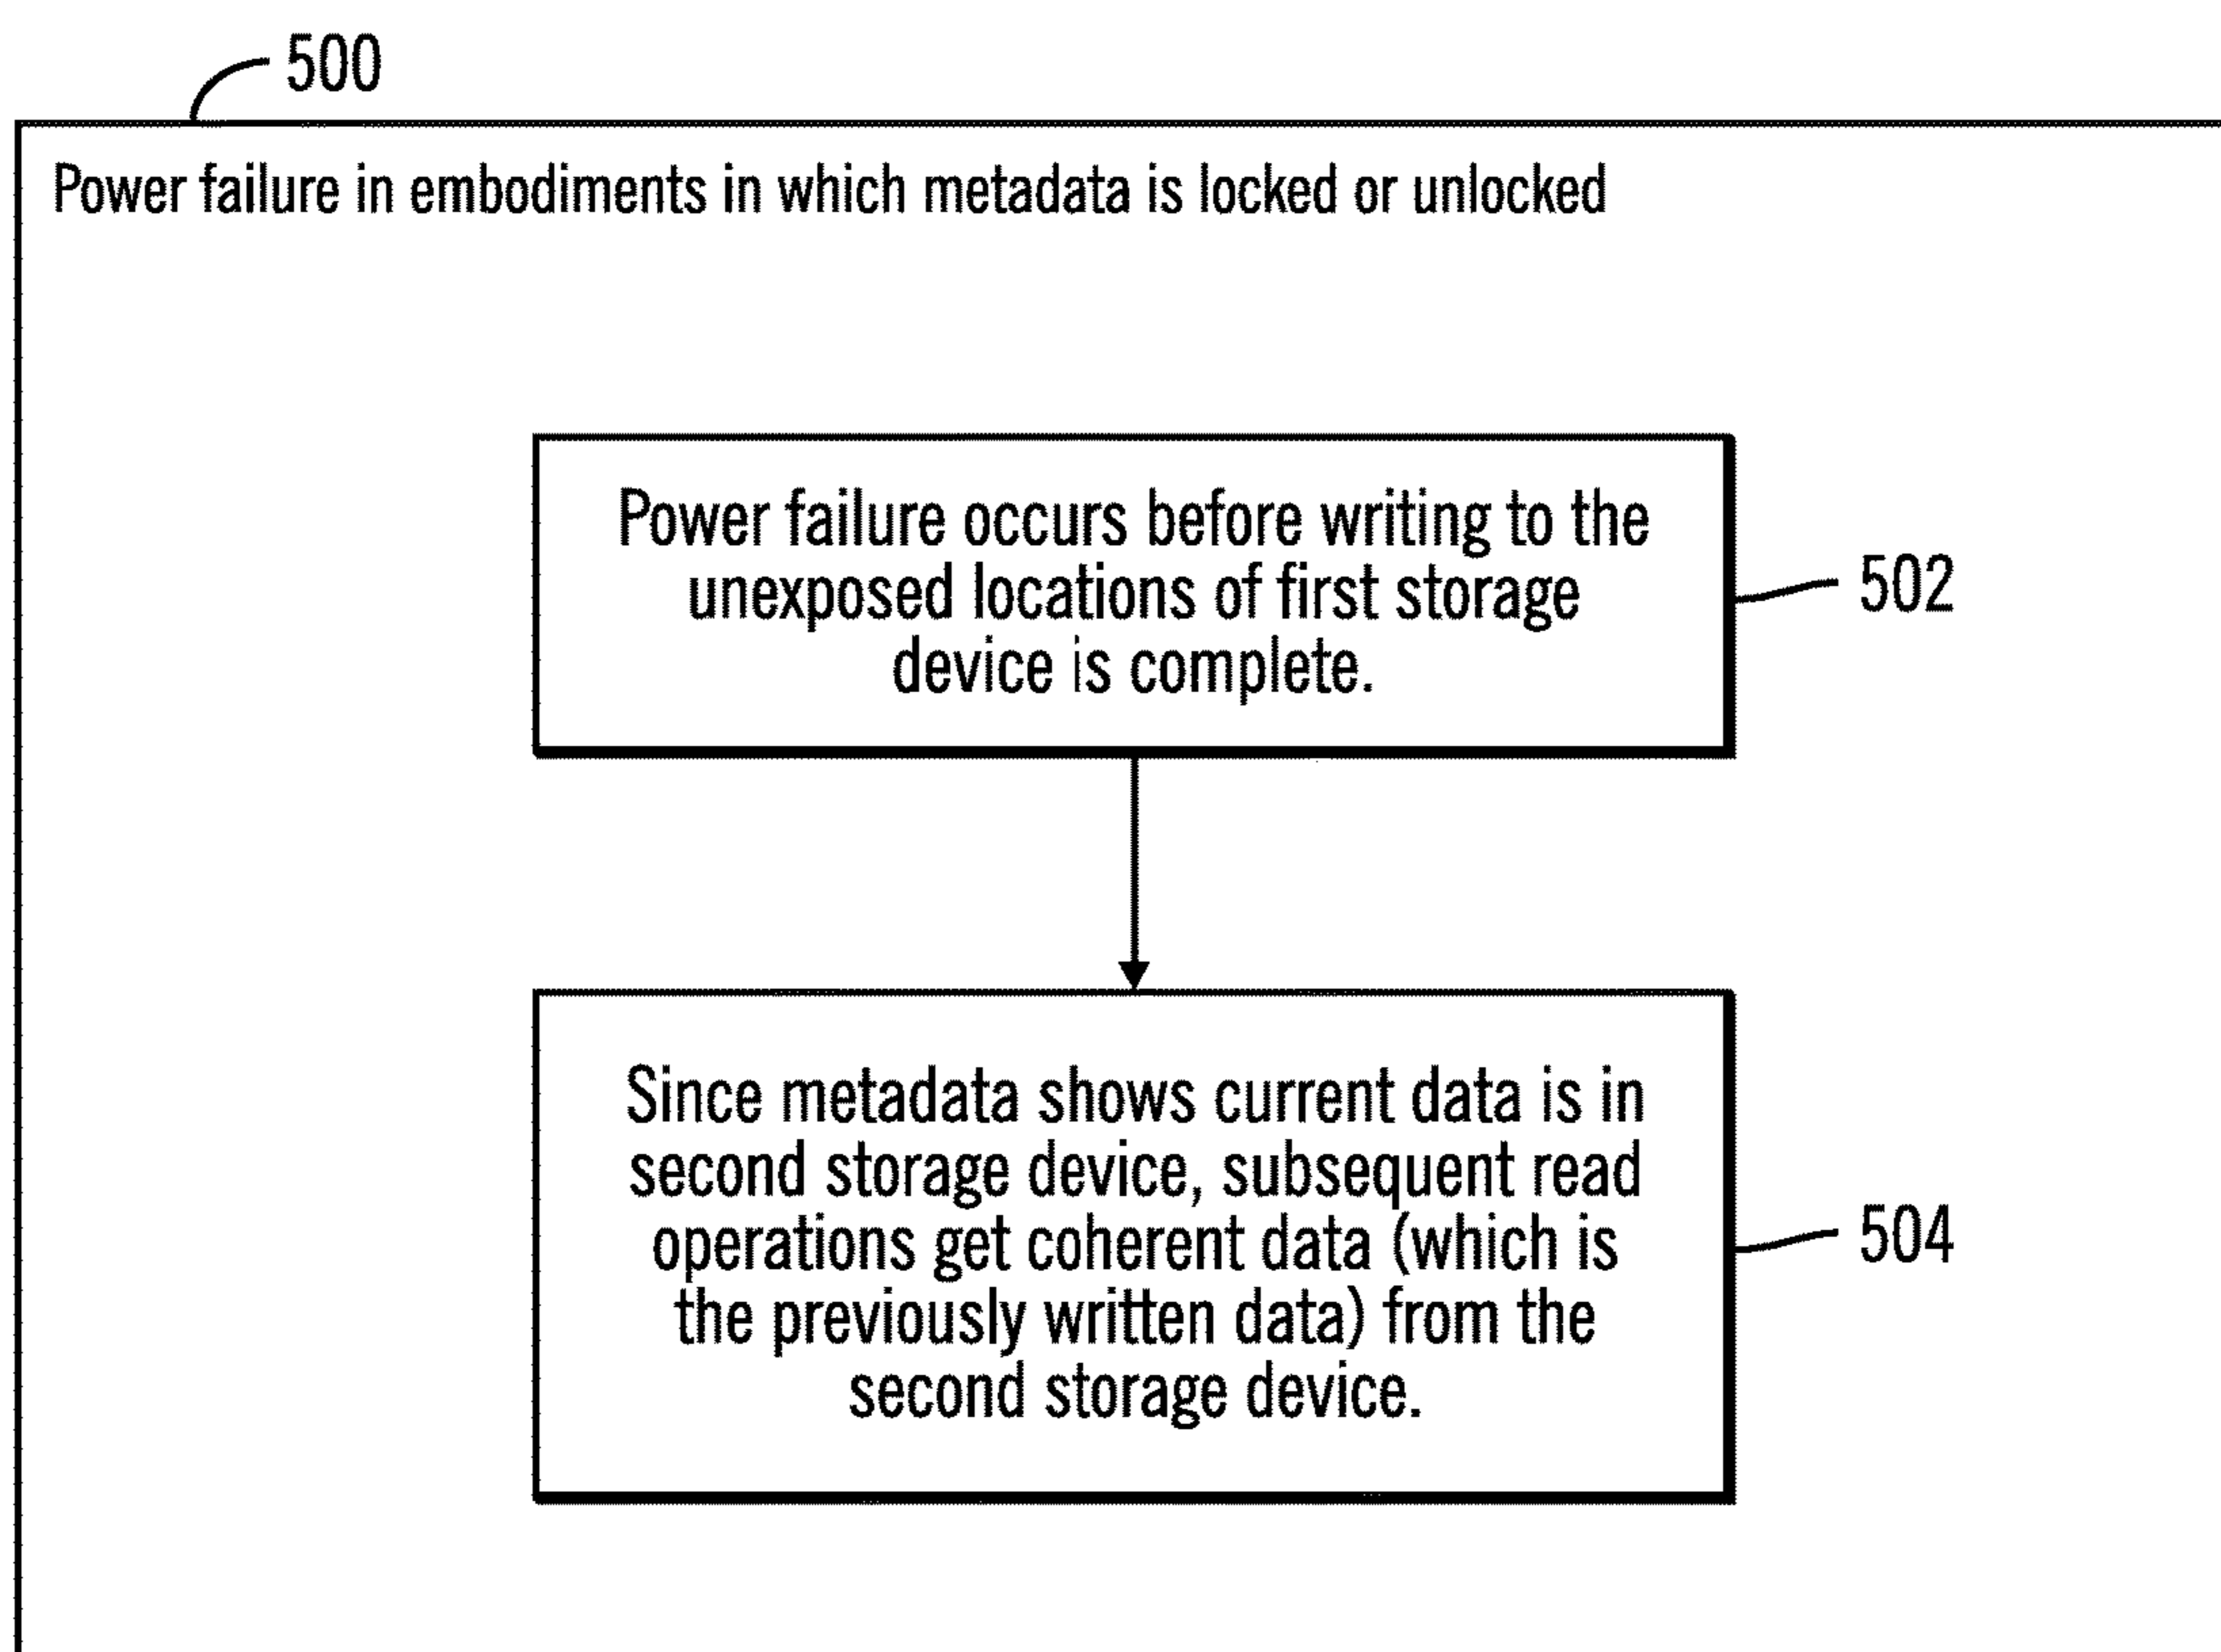 500
Power failure in embodiments in which metadata is locked or unlocked
Power failure occurs before writing to the
unexposed locations of first storage
device is complete.
502
Since metadata shows current data is in
second storage device, subsequent read
operations get coherent data (which is
the previously written data) from the
second storage device.
504